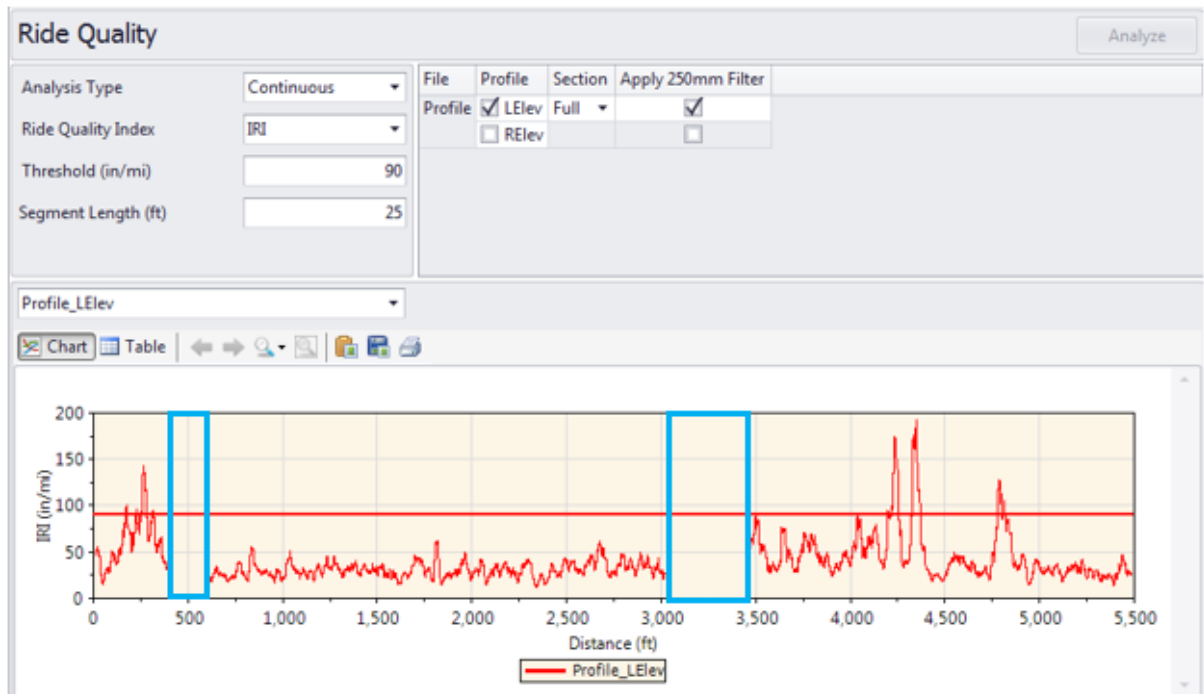 Ride Quality
Analyze
Analysis Type Continuous
Ride Quality Index IRI
Threshold (in/mi) 90
Segment Length (ft) 25
File Profile Section Apply 250mm Filter
Profile LElev Full
RElev
Profile_LElev
Chart Table
200
150
100
50
0
IRI (in/mi)
0 500 1,000 1,500 2,000 2,500 3,000 3,500 4,000 4,500 5,000 5,500
Distance (ft)
Profile_LElev